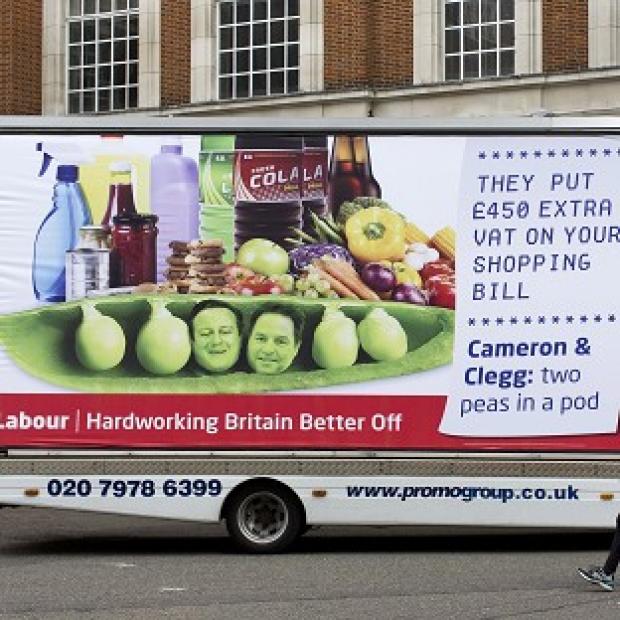 * * * * * * * * * *
THEY PUT
£450 EXTRA
VAT ON YOUR
SHOPPING
BILL
* * * * * * * * * *
Cameron &
Clegg: two
peas in a pod
COLA
Labour | Hardworking Britain Better Off
020 7978 6399
www.promogroup.co.uk